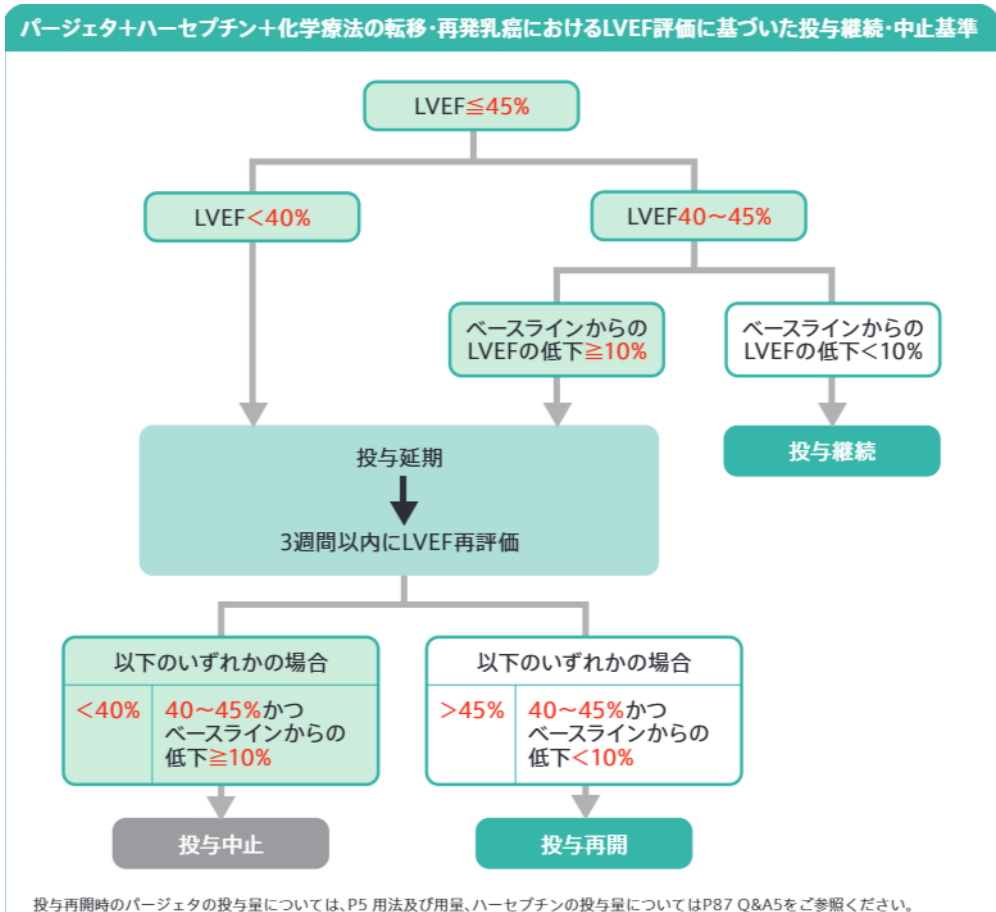 パージェタ+ハーセプチン+化学療法の転移・再発乳癌におけるLVEF評価に基づいた投与継続・中止基準
LVEF≦45%
LVEF<40%
LVEF40～45%
ベースラインからの
LVEFの低下≧10%
ベースラインからの
LVEFの低下<10%
投与継続
投与延期
3週間以内にLVEF再評価
以下のいずれかの場合
<40%
40～45%かつ
ベースラインからの
低下≧10%
以下のいずれかの場合
>45%
40～45%かつ
ベースラインからの
低下<10%
投与中止
投与再開
投与再開時のパージェタの投与量については、P5 用法及び用量、ハーセプチンの投与量についてはP87 Q&A5をご参照ください。